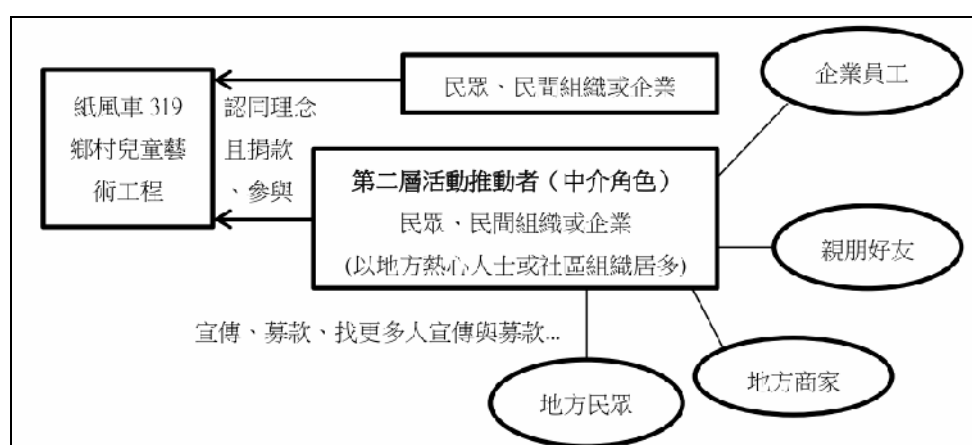 紙風車 319
鄉村兒童藝
術工程
認同理念
且捐款
、參與
民眾、民間組織或企業
第二層活動推動者（中介角色）
民眾、民間組織或企業
(以地方熱心人士或社區組織居多)
企業員工
親朋好友
地方商家
地方民眾
宣傳、募款、找更多人宣傳與募款...